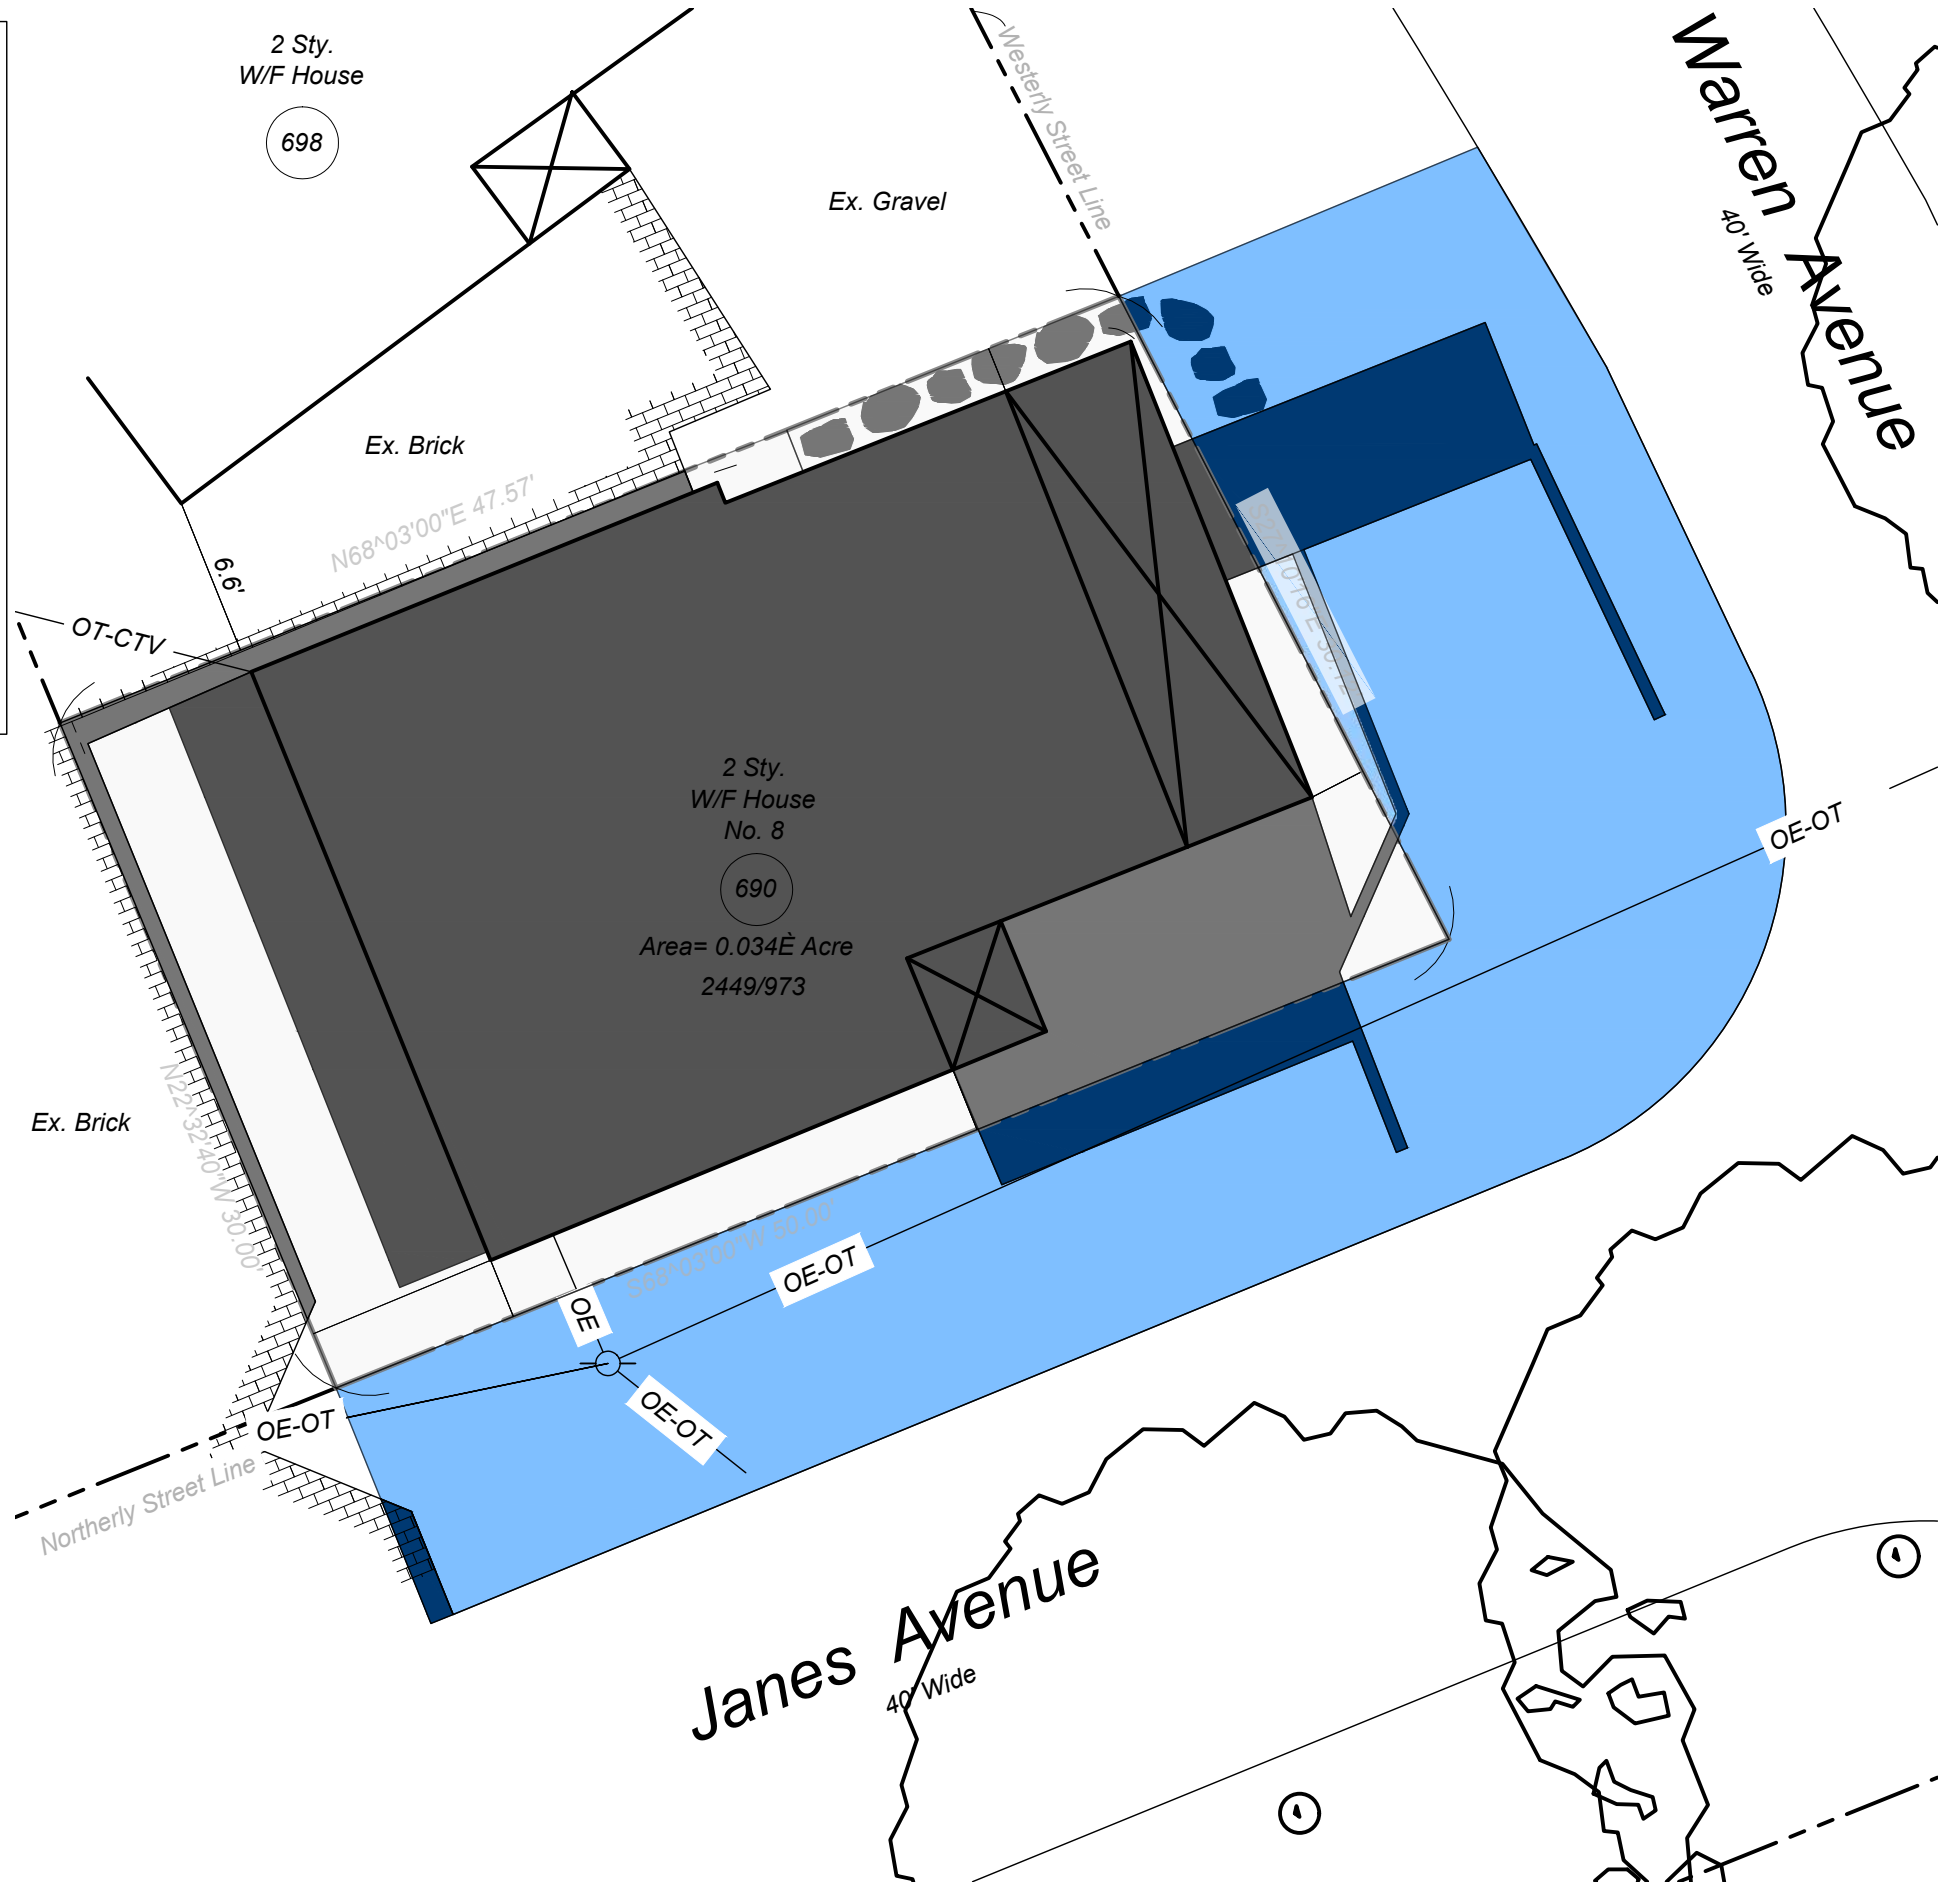 2 Sty.
W/F House
698
Westerly Street Line
Warren Avenue
40' Wide
Ex. Gravel
Ex. Brick
N68^03'00"E 47.57'
6.6'
OT-CTV
2 Sty.
W/F House
No. 8
690
Area= 0.034È Acre
2449/973
OE-OT
Ex. Brick
N22^32'40"W 30.00'
S69^03'00"W 50.00'
OE-OT
OE
OE-OT
OE-OT
Northerly Street Line
Janes Avenue
40' Wide